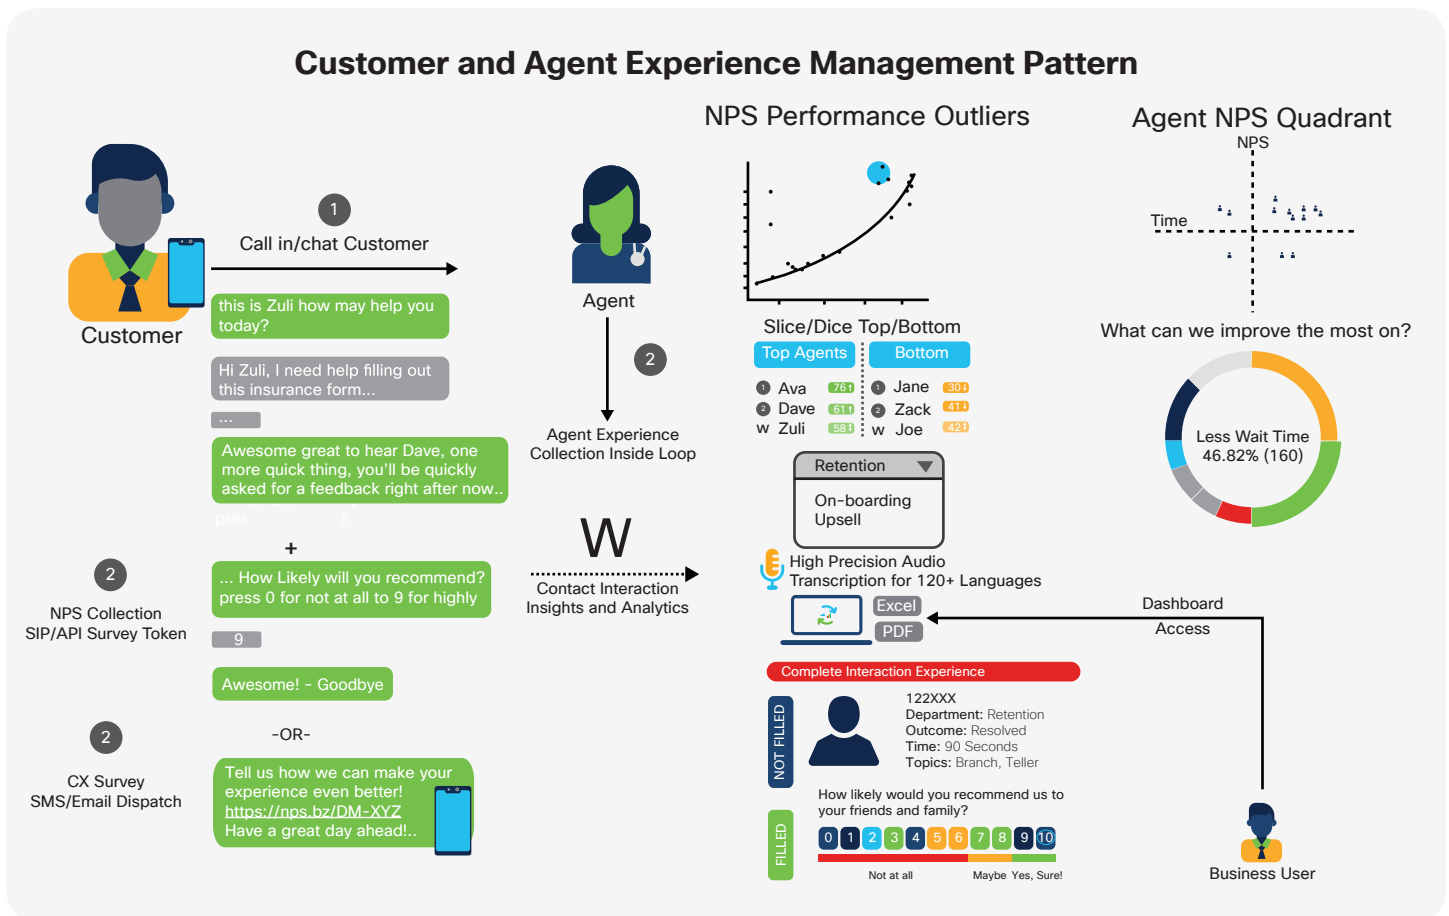 Customer and Agent Experience Management Pattern
1
Call in/chat Customer
Customer
this is Zuli how may help you
today?
Hi Zuli, I need help filling out
this insurance form...
...
Awesome great to hear Dave, one
more quick thing, you'll be quickly
asked for a feedback right after now..
pres t
+
2
NPS Collection
SIP/API Survey Token
... How Likely will you recommend?
press 0 for not at all to 9 for highly
9
Awesome! - Goodbye
2
CX Survey
SMS/Email Dispatch
-OR-
Tell us how we can make your
experience even better!
https://nps.bz/DM-XYZ
Have a great day ahead!..
Agent
2
Agent Experience
Collection Inside Loop
W
Contact Interaction
Insights and Analytics
NPS Performance Outliers
Slice/Dice Top/Bottom
Top Agents Bottom
1 Ava 76 1 Jane 30
2 Dave 61 2 Zack 41
W Zuli 58 W Joe 42
Retention
On-boarding
Upsell
High Precision Audio
Transcription for 120+ Languages
Excel
PDF
Complete Interaction Experience
NOT FILLED
122XXX
Department: Retention
Outcome: Resolved
Time: 90 Seconds
Topics: Branch, Teller
FILLED
How likely would you recommend us to
your friends and family?
0 1 2 3 4 5 6 7 8 9 10
Not at all Maybe Yes, Sure!
Agent NPS Quadrant
NPS
Time
What can we improve the most on?
Less Wait Time
46.82% (160)
Dashboard
Access
Business User